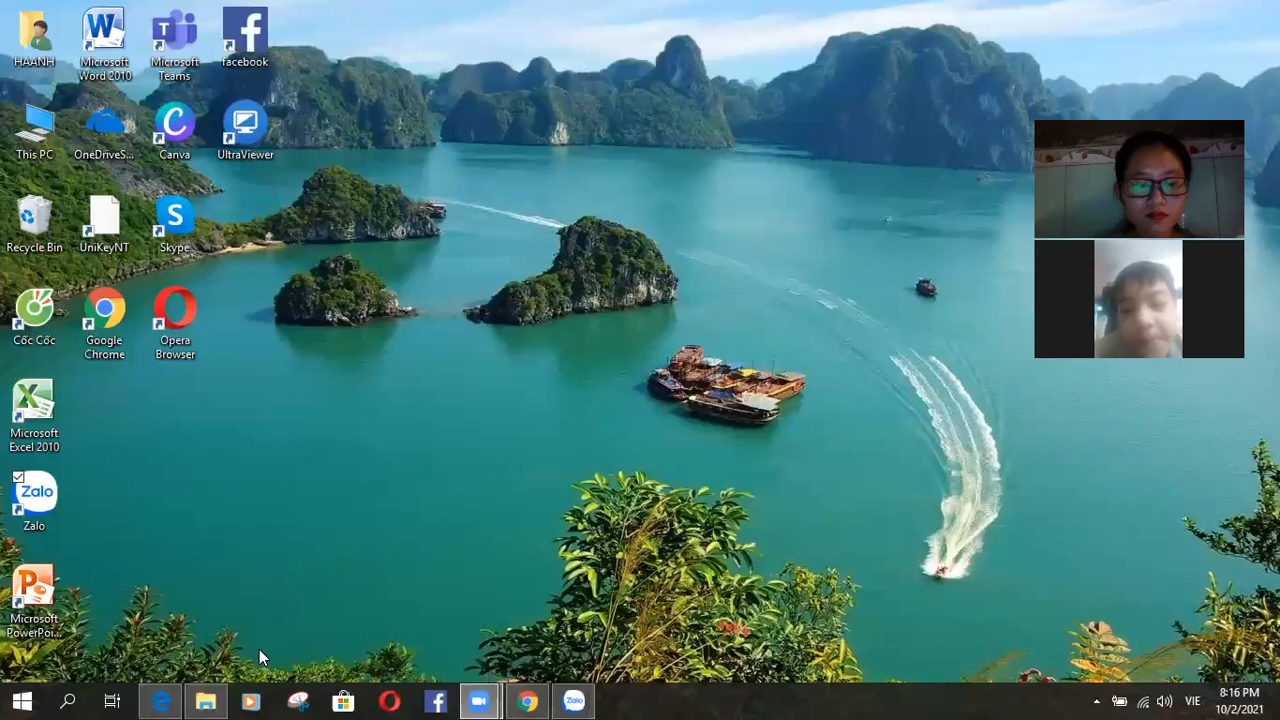 HAANH
Microsoft
Word 2010
Microsoft
Teams
facebook
This PC
OneDriveS...
Canva
UltraViewer
Recycle Bin
UniKeyNT
Skype
Cốc Cốc
Google
Chrome
Opera
Browser
Microsoft
Excel 2010
Zalo
Zalo
Microsoft
PowerPoi...
Zalo
VIE
8:16 PM
10/2/2021